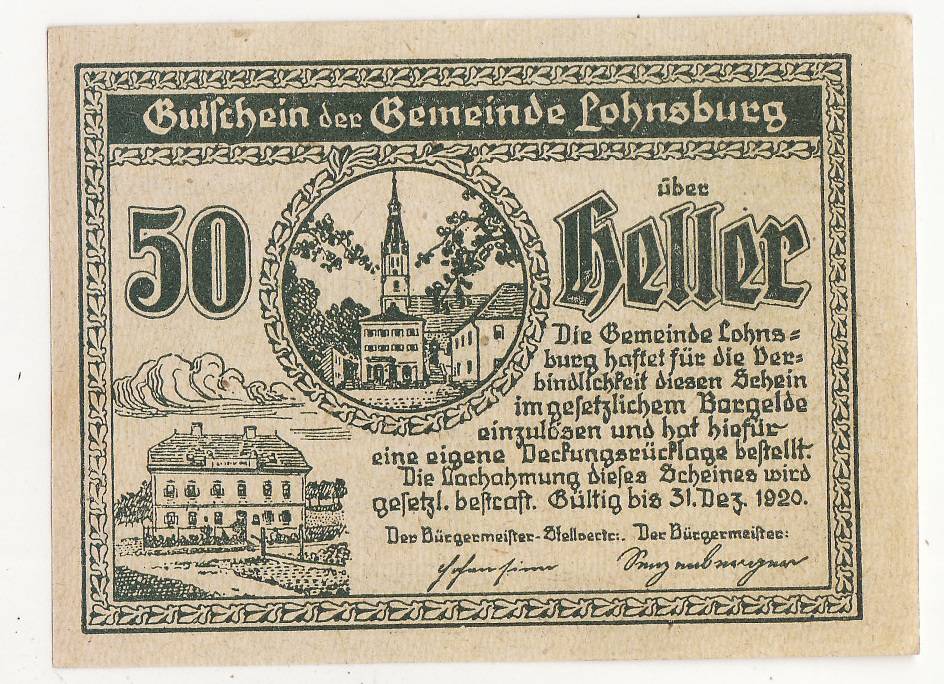 Gutschein der Gemeinde Lohnsburg
50
über
Heller
Die Gemeinde Lohns=
burg haftet für die Ver=
bindlichkeit diesen Schein
im gesetzlichem Bargelde
einzulösen und hat hiefür
eine eigene Deckungsrücklage bestellt.
Die Nachahmung dieses Scheines wird
gesetzl. bestraft. Gültig bis 31. Dez. 1920.
Der Bürgermeister-Stellvertr.: Der Bürgermeister:
Senzenberger